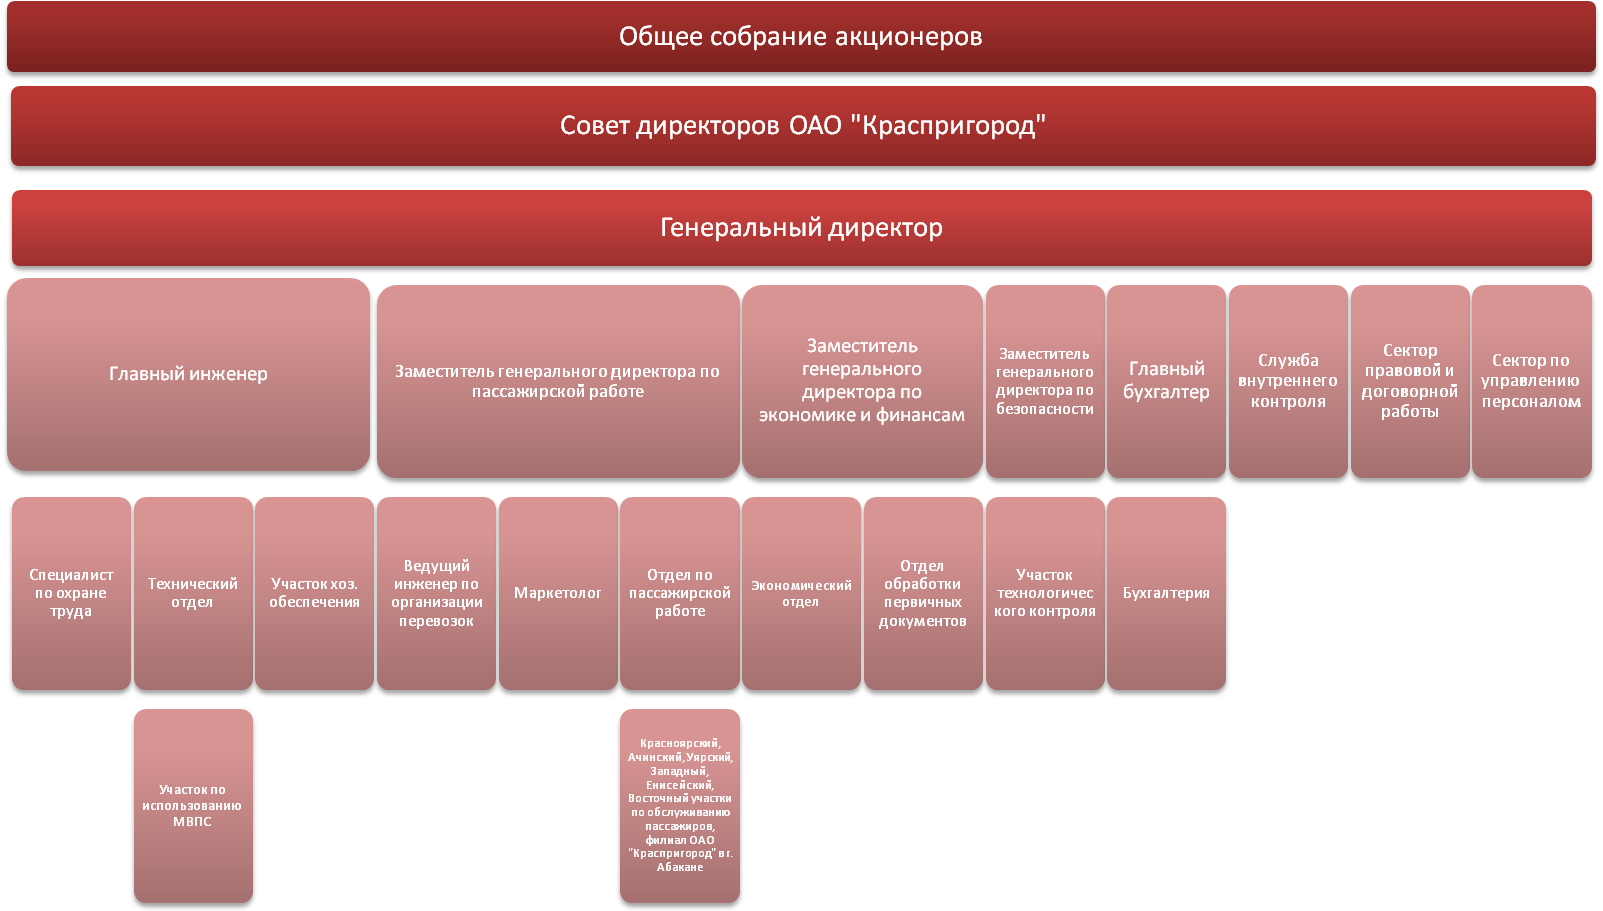 Общее собрание акционеров
Совет директоров ОАО "Краспригород"
Генеральный директор
Главный инженер
Заместитель генерального директора по
пассажирской работе
Заместитель
генерального
директора по
экономике и финансам
Заместитель
генерального
директора по
безопасности
Главный
бухгалтер
Служба
внутреннего
контроля
Сектор
правовой и
договорной
работы
Сектор по
управлению
персоналом
Специалист
по охране
труда
Технический
отдел
Участок хоз.
обеспечения
Ведущий
инженер по
организации
перевозок
Маркетолог
Отдел по
пассажирской
работе
Экономический
отдел
Отдел
обработки
первичных
документов
Участок
технологичес
кого контроля
Бухгалтерия
Участок по
использованию
МВПС
Красноярский,
Ачинский, Уярский,
Западный,
Енисейский,
Восточный участки
по обслуживанию
пассажиров,
филиал ОАО
"Краспригород" в г.
Абакане